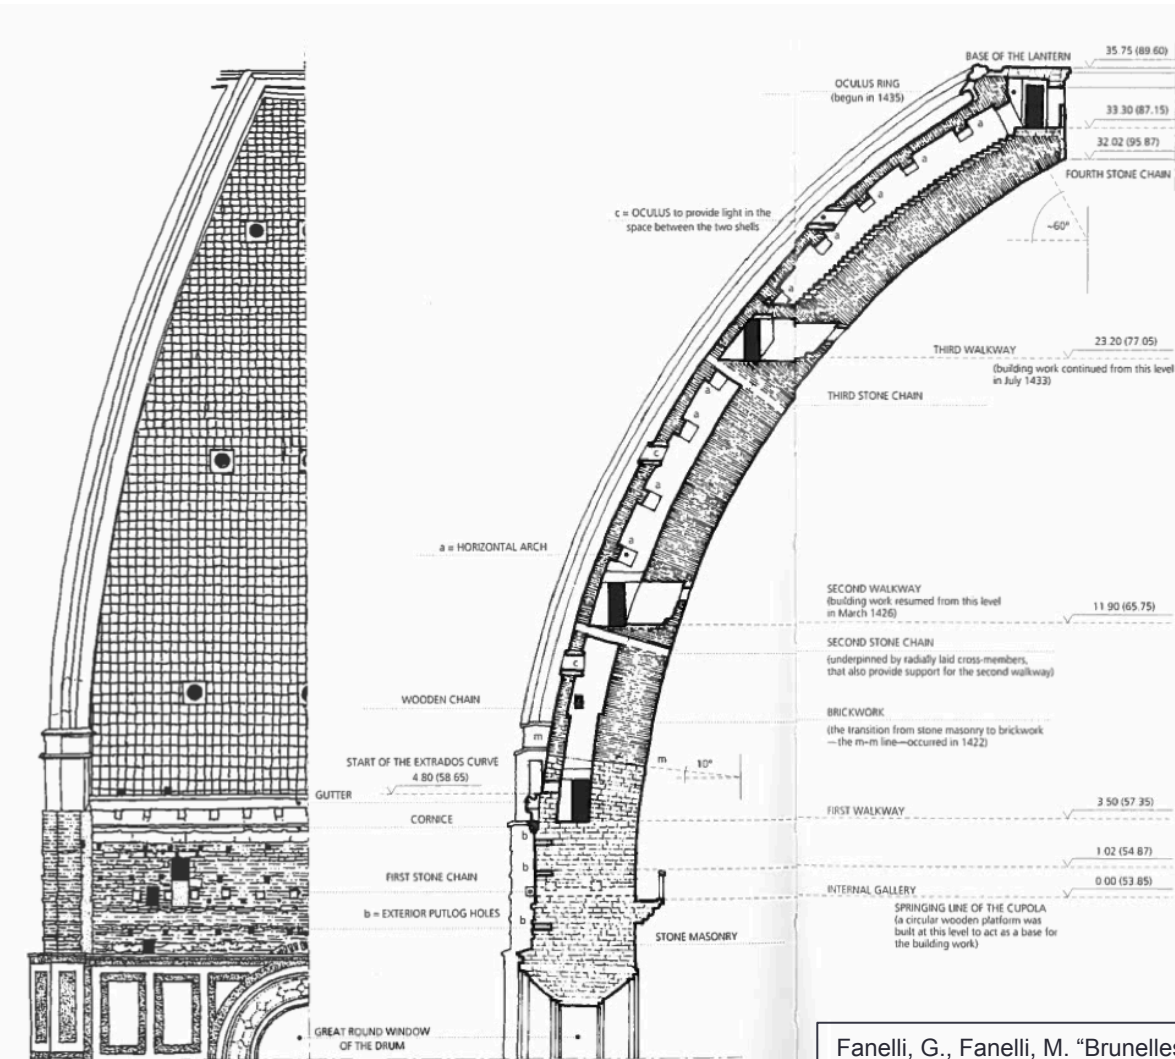 BASE OF THE LANTERN
35 75 (89.60)
OCULUS RING
(begun in 1435)
33.30 (87.15)
32 02 (95 87)
FOURTH STONE CHAIN
a
a
a
a
a
c = OCULUS to provide light in the
space between the two shells
~60°
THIRD WALKWAY
23.20 (77.05)
(building work continued from this level
in July 1433)
THIRD STONE CHAIN
a
a
c
a
a
a = HORIZONTAL ARCH
SECOND WALKWAY
(building work resumed from this level
in March 1426)
11 90 (65.75)
SECOND STONE CHAIN
(underpinned by radially laid cross-members,
that also provide support for the second walkway)
c
WOODEN CHAIN
BRICKWORK
(the transition from stone masonry to brickwork
—the m-m line—occurred in 1422)
m
m
10°
START OF THE EXTRADOS CURVE
4 80 (58 65)
GUTTER
FIRST WALKWAY
3 50 (57.35)
CORNICE
b
b
1 02 (54 87)
FIRST STONE CHAIN
INTERNAL GALLERY
0 00 (53.85)
b = EXTERIOR PUTLOG HOLES
b
SPRINGING LINE OF THE CUPOLA
(a circular wooden platform was
built at this level to act as a base for
the building work)
STONE MASONRY
GREAT ROUND WINDOW
OF THE DRUM
Fanelli, G., Fanelli, M. "Brunelles